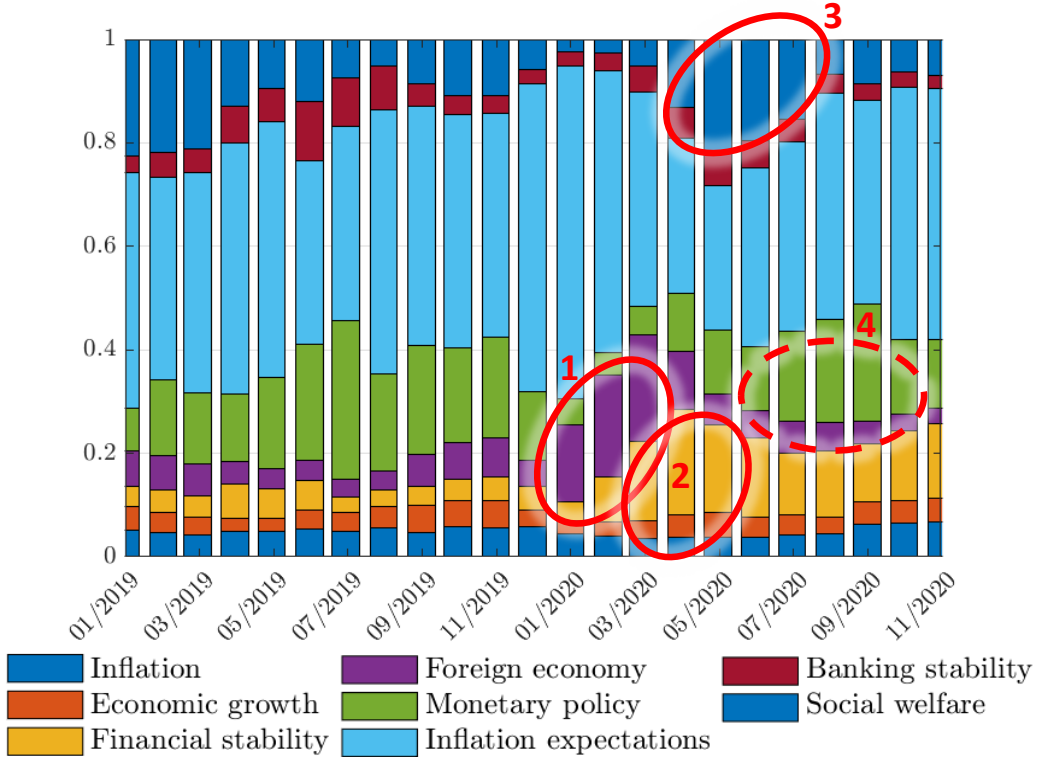 3
1
0.8
0.6
4
0.4
1
2
0.2
0
01/2019
03/2019
05/2019
07/2019
09/2019
11/2019
01/2020
03/2020
05/2020
07/2020
09/2020
11/2020
Inflation
Foreign economy
Banking stability
Economic growth
Monetary policy
Social welfare
Financial stability
Inflation expectations